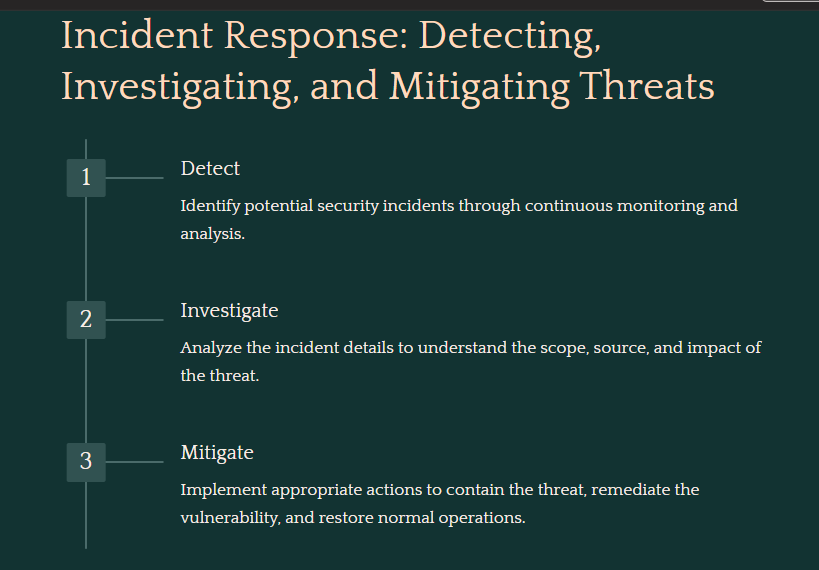 Incident Response: Detecting,
Investigating, and Mitigating Threats
1
Detect
Identify potential security incidents through continuous monitoring and
analysis.
2
Investigate
Analyze the incident details to understand the scope, source, and impact of
the threat.
3
Mitigate
Implement appropriate actions to contain the threat, remediate the
vulnerability, and restore normal operations.